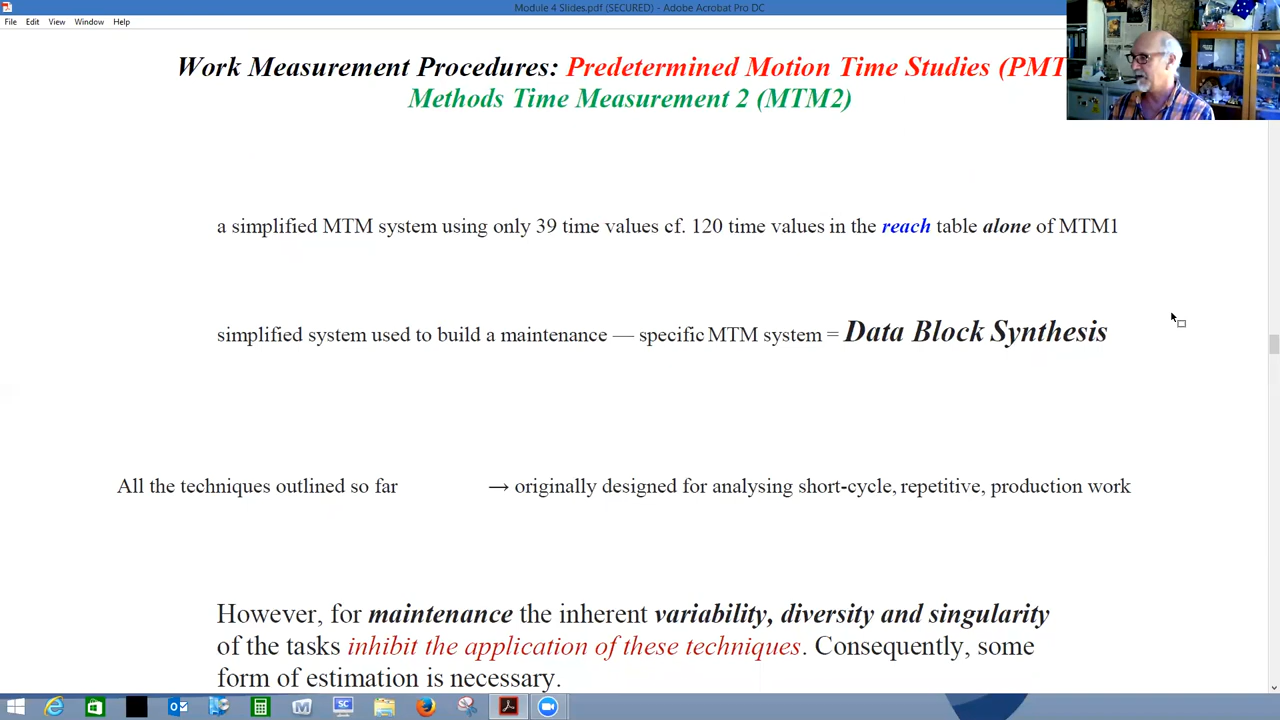 Module 4 Slides.pdf (SECURED) - Adobe Acrobat Pro DC
File Edit View Window Help
Work Measurement Procedures: Predetermined Motion Time Studies (PMT
Methods Time Measurement 2 (MTM2)
a simplified MTM system using only 39 time values cf. 120 time values in the reach table alone of MTM1
simplified system used to build a maintenance — specific MTM system = Data Block Synthesis
All the techniques outlined so far → originally designed for analysing short-cycle, repetitive, production work
However, for maintenance the inherent variability, diversity and singularity
of the tasks inhibit the application of these techniques. Consequently, some
form of estimation is necessary.